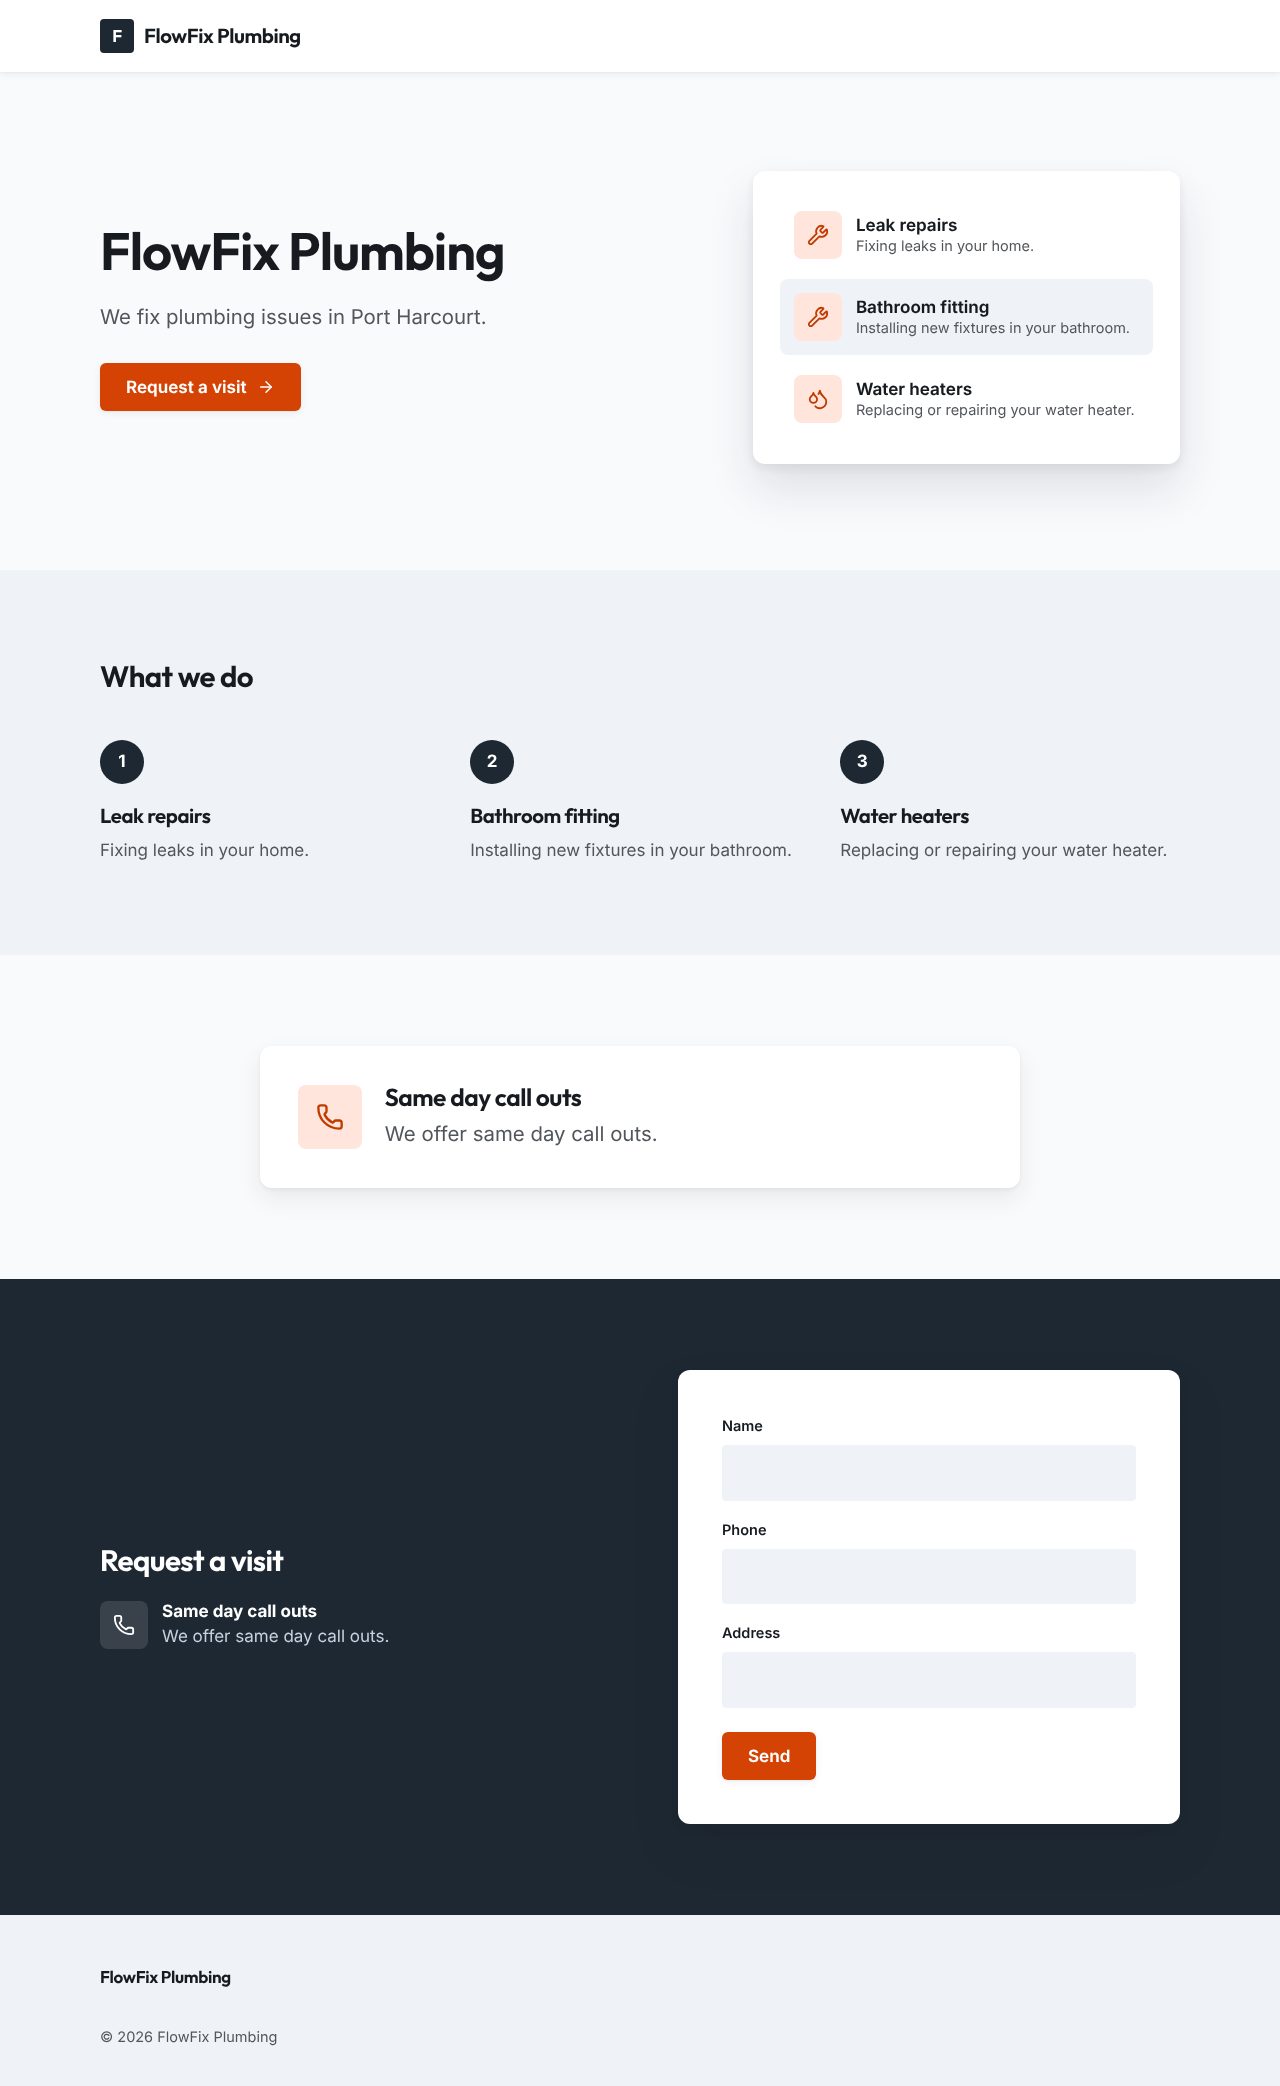 F
FlowFix Plumbing
FlowFix Plumbing
We fix plumbing issues in Port Harcourt.
Request a visit
Leak repairs
Fixing leaks in your home.
Bathroom fitting
Installing new fixtures in your bathroom.
Water heaters
Replacing or repairing your water heater.
What we do
1
Leak repairs
Fixing leaks in your home.
2
Bathroom fitting
Installing new fixtures in your bathroom.
3
Water heaters
Replacing or repairing your water heater.
Same day call outs
We offer same day call outs.
Request a visit
Same day call outs
We offer same day call outs.
Name
Phone
Address
Send
FlowFix Plumbing
© 2026 FlowFix Plumbing